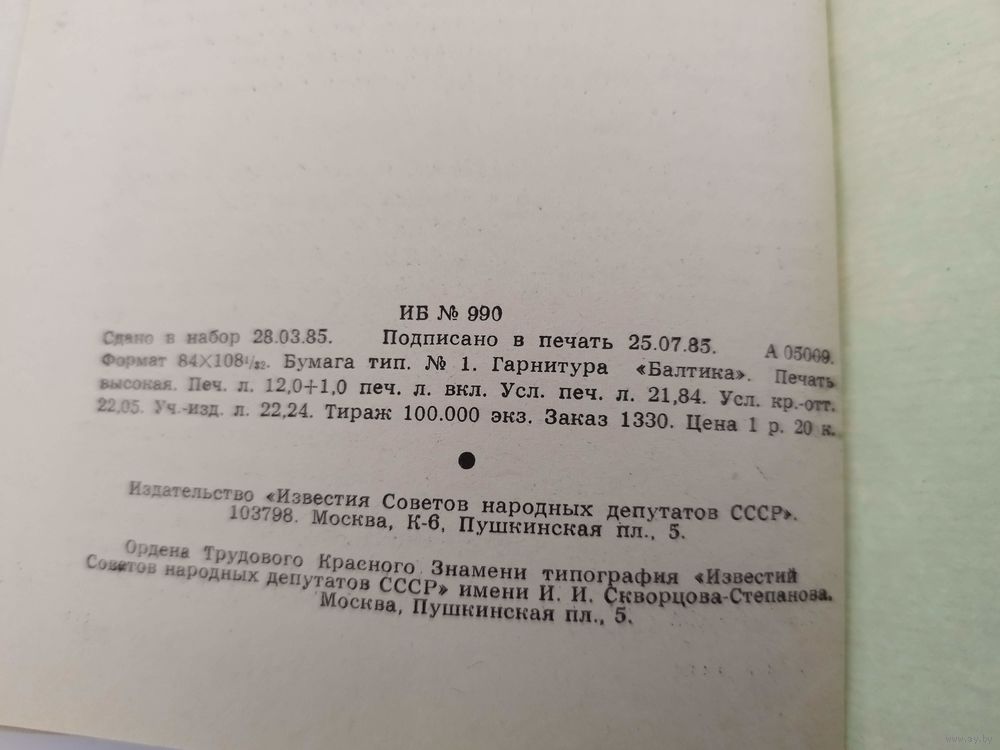 ИБ № 990
Сдано в набор 28.03.85. Подписано в печать 25.07.85. А 05009.
Формат 84×108¹/₃₂. Бумага тип. № 1. Гарнитура «Балтика». Печать
высокая. Печ. л. 12,0+1,0 печ. л. вкл. Усл. печ. л. 21,84. Усл. кр.-отт.
22,05. Уч.-изд. л. 22,24. Тираж 100.000 экз. Заказ 1330. Цена 1 р. 20 к.
●
Издательство «Известия Советов народных депутатов СССР».
103798. Москва, К-6, Пушкинская пл., 5.
Ордена Трудового Красного Знамени типография «Известий
Советов народных депутатов СССР» имени И. И. Скворцова-Степанова.
Москва, Пушкинская пл., 5.
www.ay.by